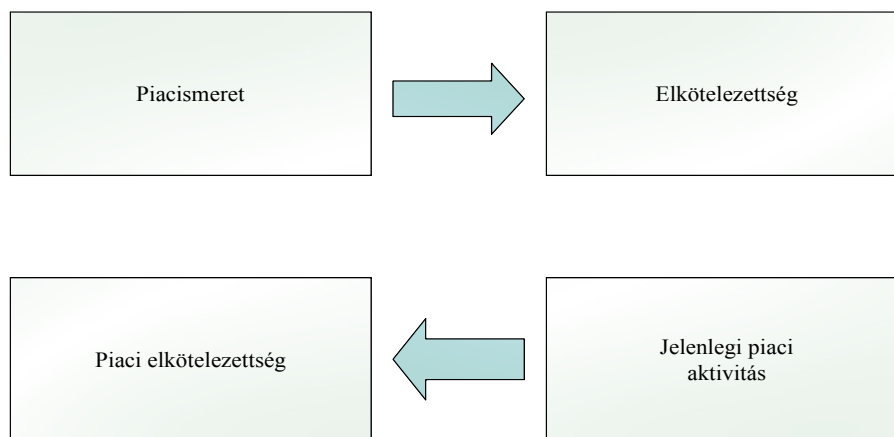 Piacismeret
Elkötelezettség
Piaci elkötelezettség
Jelenlegi piaci
aktivitás